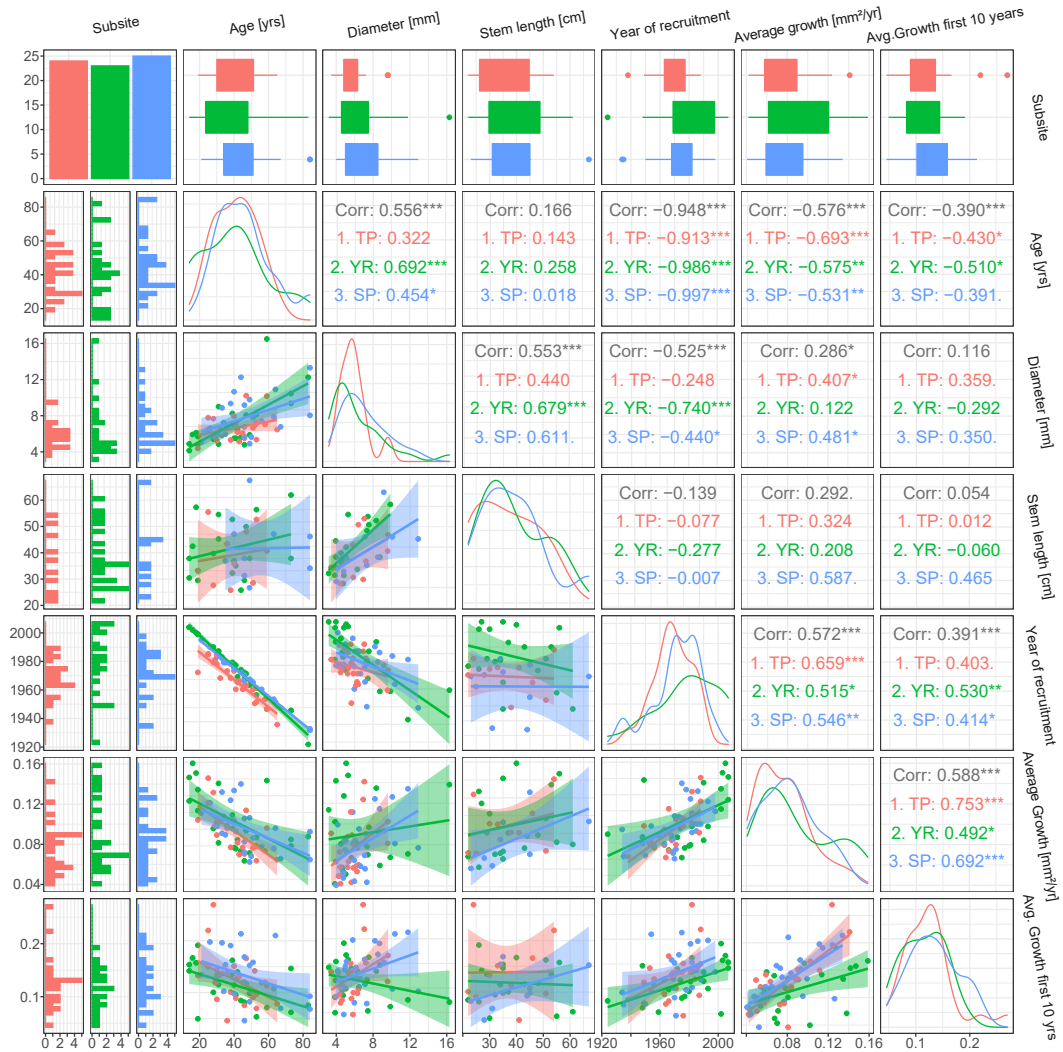 Subsite
Age [yrs]
Diameter [mm]
Stem length [cm]
Year of recruitment
Average growth [mm²/yr]
Avg.Growth first 10 years
25
20
15
10
5
0
Subsite
80
60
40
20
Corr: 0.556***
1. TP: 0.322
2. YR: 0.692***
3. SP: 0.454*
Corr: 0.166
1. TP: 0.143
2. YR: 0.258
3. SP: 0.018
Corr: −0.948***
1. TP: −0.913***
2. YR: −0.986***
3. SP: −0.997***
Corr: −0.576***
1. TP: −0.693***
2. YR: −0.575**
3. SP: −0.531**
Corr: −0.390***
1. TP: −0.430*
2. YR: −0.510*
3. SP: −0.391.
Age [yrs]
16
12
8
4
Corr: 0.553***
1. TP: 0.440
2. YR: 0.679***
3. SP: 0.611.
Corr: −0.525***
1. TP: −0.248
2. YR: −0.740***
3. SP: −0.440*
Corr: 0.286*
1. TP: 0.407*
2. YR: 0.122
3. SP: 0.481*
Corr: 0.116
1. TP: 0.359.
2. YR: −0.292
3. SP: 0.350.
Diameter [mm]
60
50
40
30
20
Corr: −0.139
1. TP: −0.077
2. YR: −0.277
3. SP: −0.007
Corr: 0.292.
1. TP: 0.324
2. YR: 0.208
3. SP: 0.587.
Corr: 0.054
1. TP: 0.012
2. YR: −0.060
3. SP: 0.465
Stem length [cm]
2000
1980
1960
1940
1920
Corr: 0.572***
1. TP: 0.659***
2. YR: 0.515*
3. SP: 0.546**
Corr: 0.391***
1. TP: 0.403.
2. YR: 0.530**
3. SP: 0.414*
Year of recruitment
0.16
0.12
0.08
0.04
Corr: 0.588***
1. TP: 0.753***
2. YR: 0.492*
3. SP: 0.692***
Average Growth [mm²/yr]
0.2
0.1
Avg. Growth first 10 yrs
0 2 4
0 2 4
0 2 4
20 40 60 80
4 8 12 16
20 30 40 50 60
1920 1940 1960 1980 2000
0.04 0.08 0.12 0.16
0.1 0.2